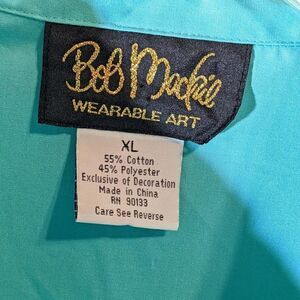 Bob Mackie
WEARABLE ART
XL
55% Cotton
45% Polyester
Exclusive of Decoration
Made in China
RN 90133
Care See Reverse